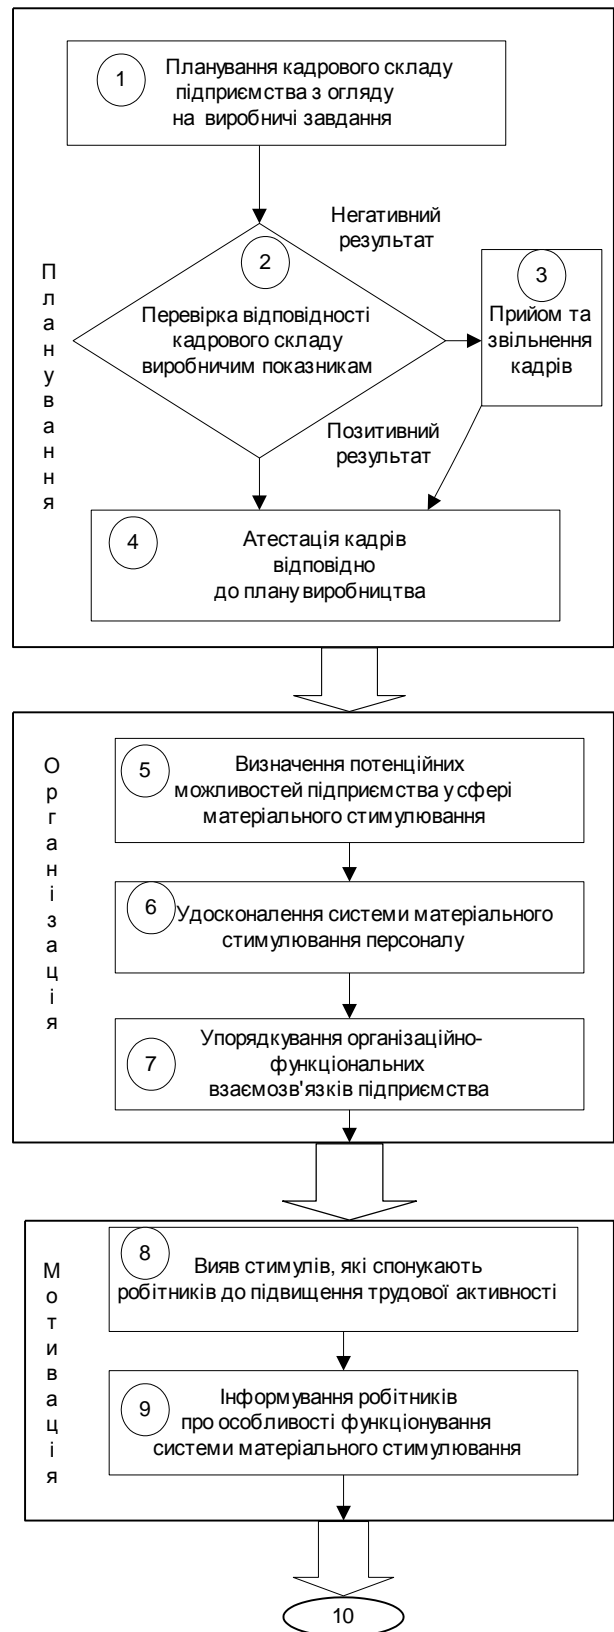 1
Планування кадрового складу
підприємства з огляду
на виробничі завдання
Негативний
результат
Планування
2
Перевірка відповідності
кадрового складу
виробничим показникам
3
Прийом та
звільнення
кадрів
Позитивний
результат
4
Атестація кадрів
відповідно
до плану виробництва
Організація
5
Визначення потенційних
можливостей підприємства у сфері
матеріального стимулювання
6
Удосконалення системи матеріального
стимулювання персоналу
7
Упорядкування організаційно-
функціональних
взаємозв'язків підприємства
Мотивація
8
Вияв стимулів, які спонукають
робітників до підвищення трудової активності
9
Інформування робітників
про особливості функціонування
системи матеріального стимулювання
10